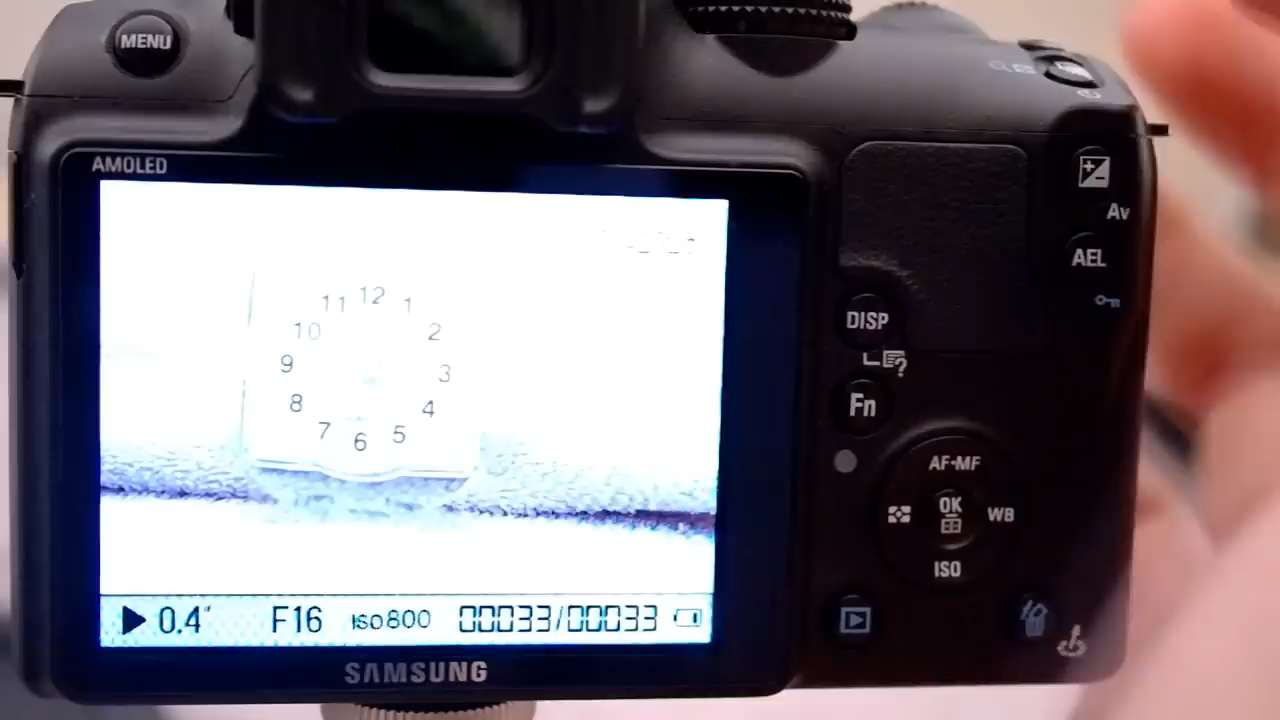 MENU
AMOLED
12
11
1
10
2
9
3
8
4
7
5
6
0.4"
F16
ISO800
00033/00033
SAMSUNG
Av
AEL
DISP
?
Fn
AF·MF
OK
WB
ISO